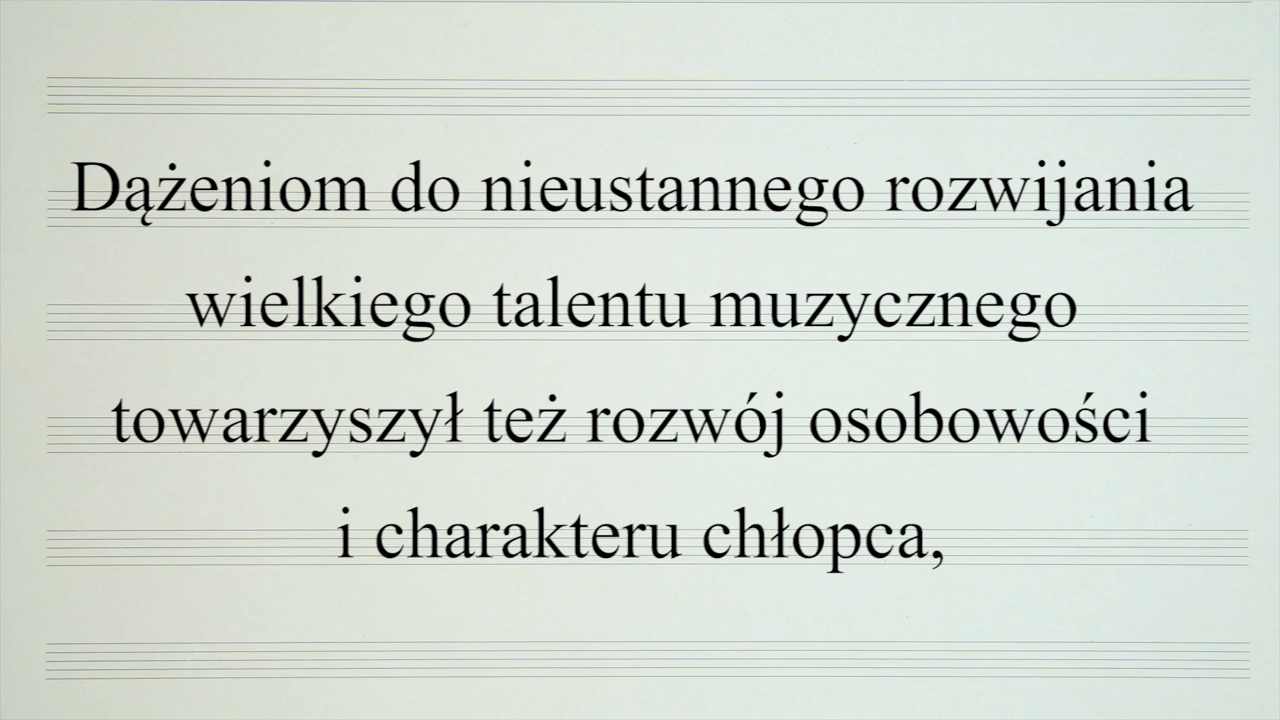 Dążeniom do nieustannego rozwijania
wielkiego talentu muzycznego
towarzyszył też rozwój osobowości
i charakteru chłopca,